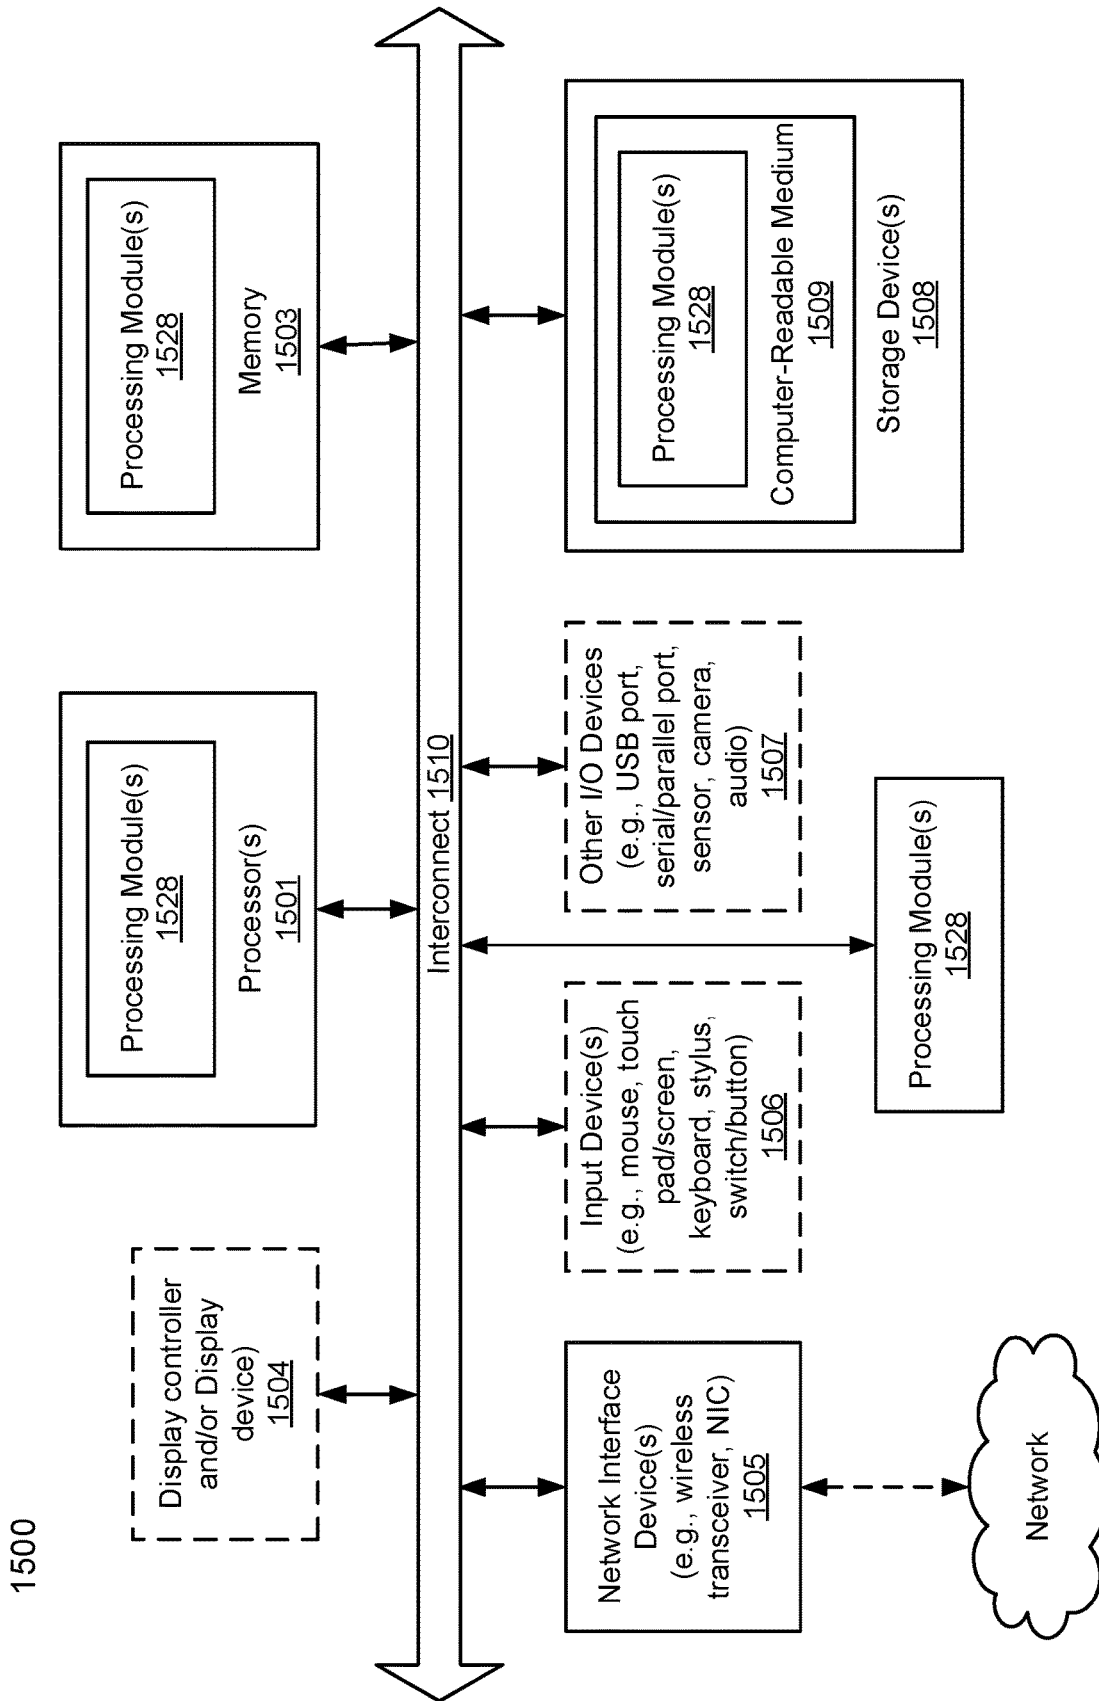 1500
Display controller
and/or Display
device)
1504
Processing Module(s)
1528
Processor(s)
1501
Processing Module(s)
1528
Memory
1503
Interconnect 1510
Network Interface
Device(s)
(e.g., wireless
transceiver, NIC)
1505
Input Device(s)
(e.g., mouse, touch
pad/screen,
keyboard, stylus,
switch/button)
1506
Other I/O Devices
(e.g., USB port,
serial/parallel port,
sensor, camera,
audio)
1507
Processing Module(s)
1528
Computer-Readable Medium
1509
Storage Device(s)
1508
Processing Module(s)
1528
Network